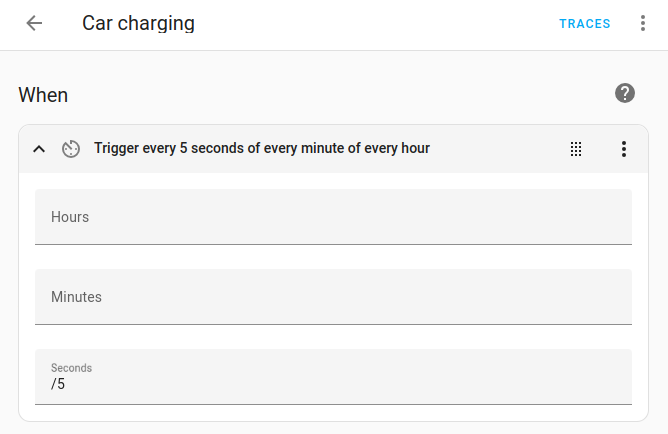 Car charging
TRACES
When
Trigger every 5 seconds of every minute of every hour
Hours
Minutes
Seconds
/5